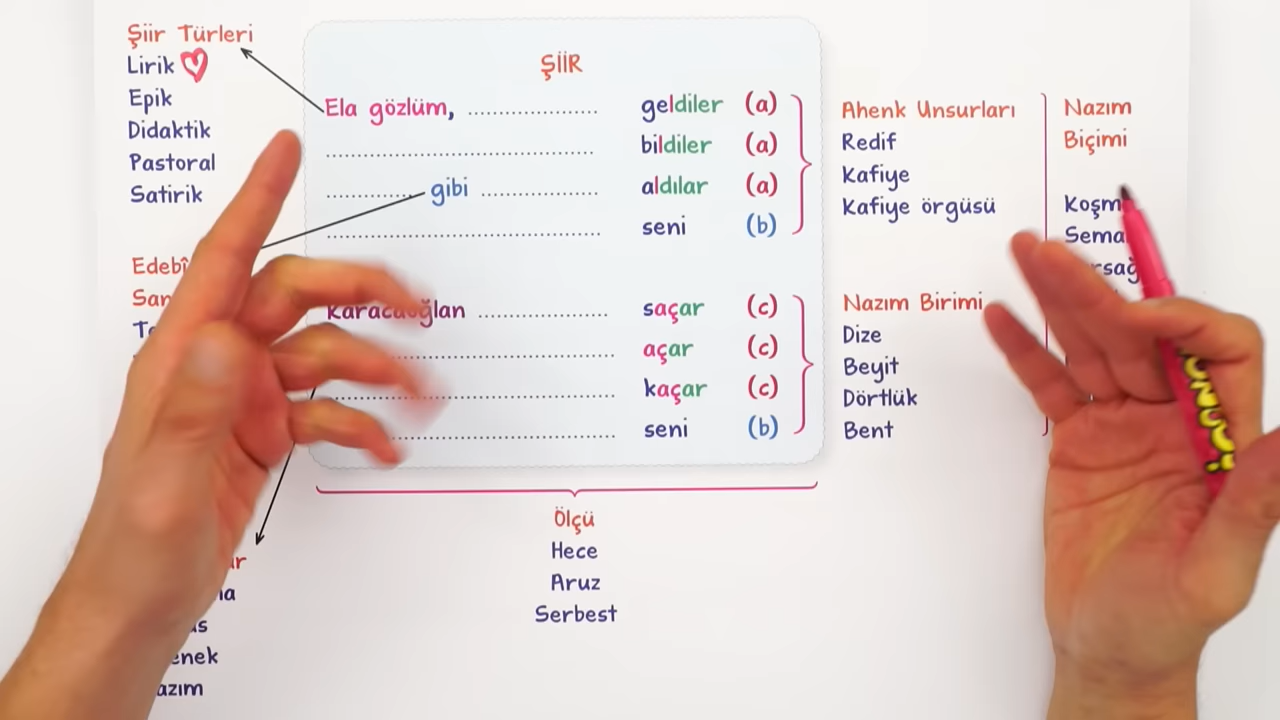 Şiir Türleri
Lirik
Epik
Didaktik
Pastoral
Satirik
ŞİİR
Ela gözlüm, .................... geldiler (a)
........................................ bildiler (a)
............... gibi .................. aldılar (a)
........................................ seni (b)
.................... saçar (c)
........................................ açar (c)
........................................ kaçar (c)
........................................ seni (b)
Ahenk Unsurları
Redif
Kafiye
Kafiye örgüsü
Nazım Birimi
Dize
Beyit
Dörtlük
Bent
Nazım
Biçimi
Ölçü
Hece
Aruz
Serbest